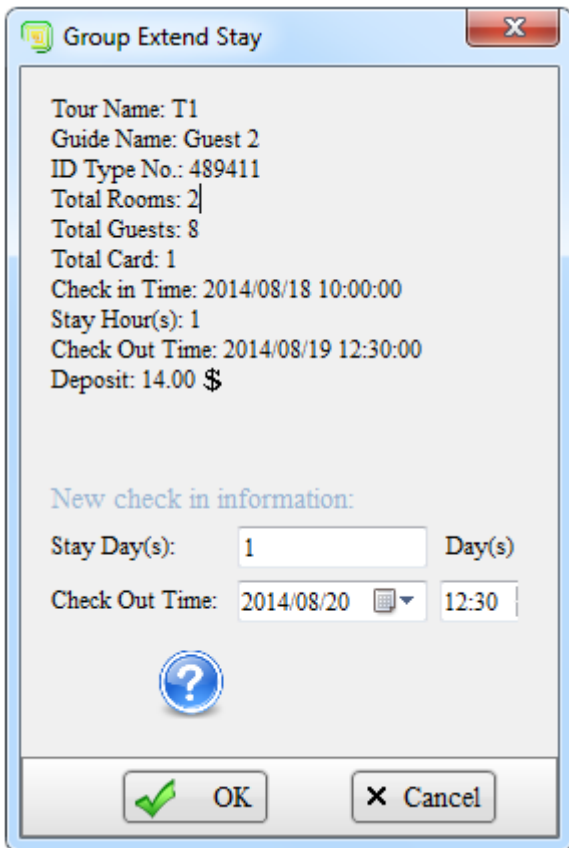 Group Extend Stay
Tour Name: T1
Guide Name: Guest 2
ID Type No.: 489411
Total Rooms: 2
Total Guests: 8
Total Card: 1
Check in Time: 2014/08/18 10:00:00
Stay Hour(s): 1
Check Out Time: 2014/08/19 12:30:00
Deposit: 14.00 $
New check in information:
Stay Day(s): 1 Day(s)
Check Out Time: 2014/08/20 12:30
OK Cancel